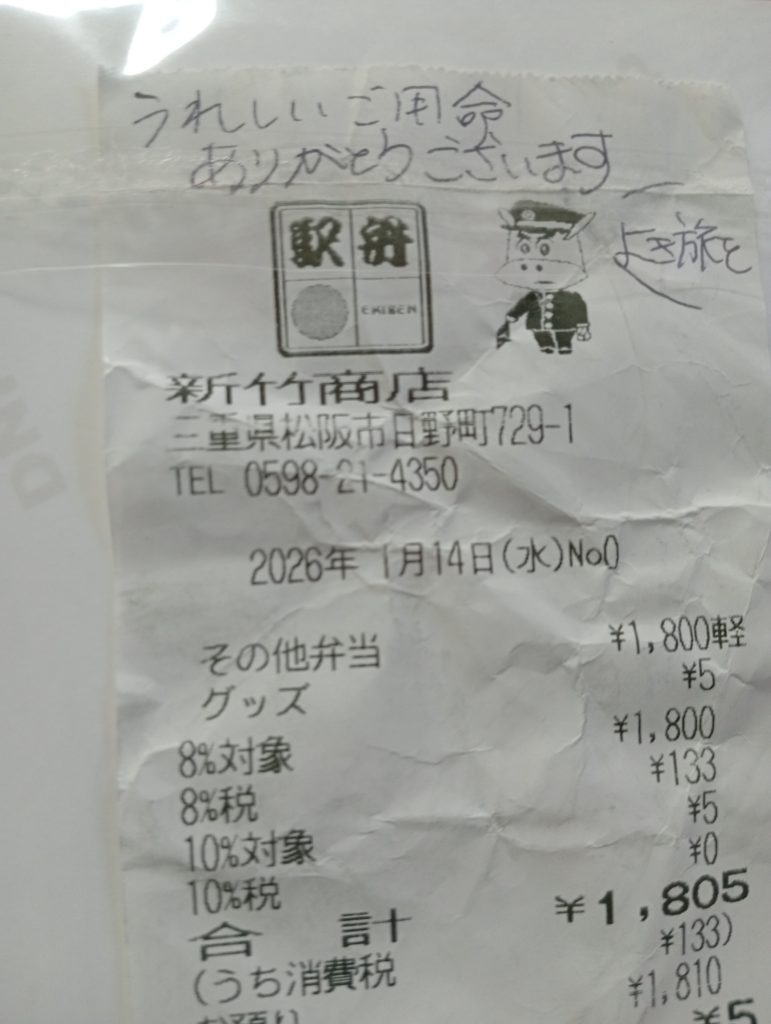 うれしいご用命
ありがとうございます
よき旅を
駅弁
EKIBEN
新竹商店
三重県松阪市日野町729-1
TEL 0598-21-4350
2026年 1月14日(水)No0
その他弁当 ¥1,800軽
グッズ ¥5
8%対象 ¥1,800
8%税 ¥133
10%対象 ¥5
10%税 ¥0
合計 ¥1,805
(うち消費税 ¥133)
お預り ¥1,810
¥5